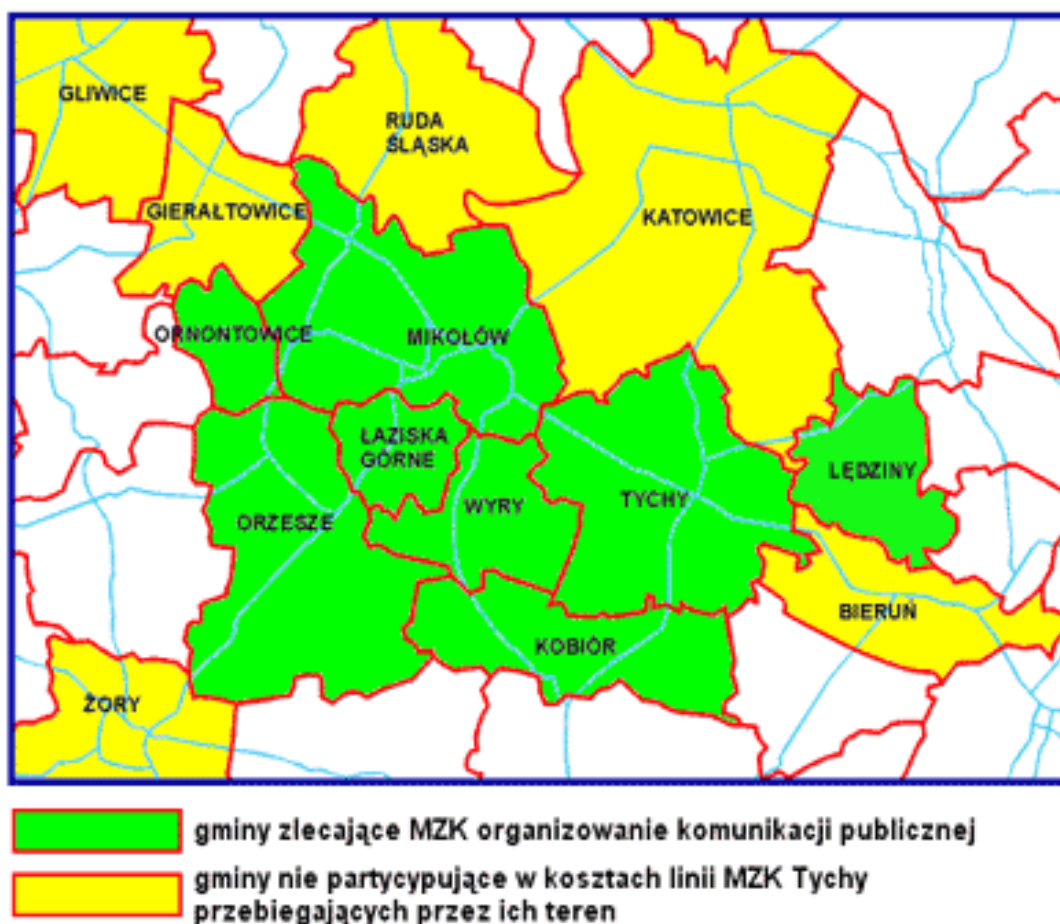 GLIWICE
RUDA
ŚLĄSKA
GIERAŁTOWICE
KATOWICE
ORNONTOWICE
MIKOŁÓW
ŁAZISKA
GÓRNE
LĘDZINY
TYCHY
WYRY
ORZESZE
BIERUŃ
KOBIÓR
ŻORY
gminy zlecające MZK organizowanie komunikacji publicznej
gminy nie partycypujące w kosztach linii MZK Tychy
przebiegających przez ich teren